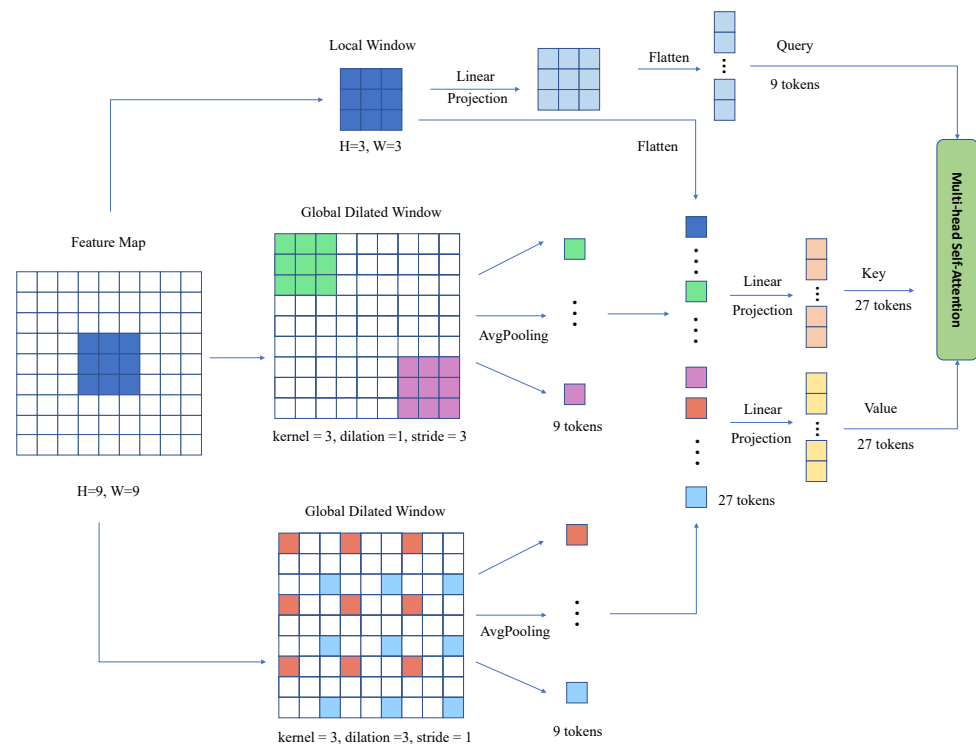 Local Window
Linear
Projection
Flatten
Query
9 tokens
H=3, W=3
Flatten
Multi-head Self-Attention
Feature Map
Global Dilated Window
AvgPooling
Linear
Projection
Key
27 tokens
kernel = 3, dilation =1, stride = 3
9 tokens
Linear
Projection
Value
27 tokens
H=9, W=9
27 tokens
Global Dilated Window
AvgPooling
kernel = 3, dilation =3, stride = 1
9 tokens